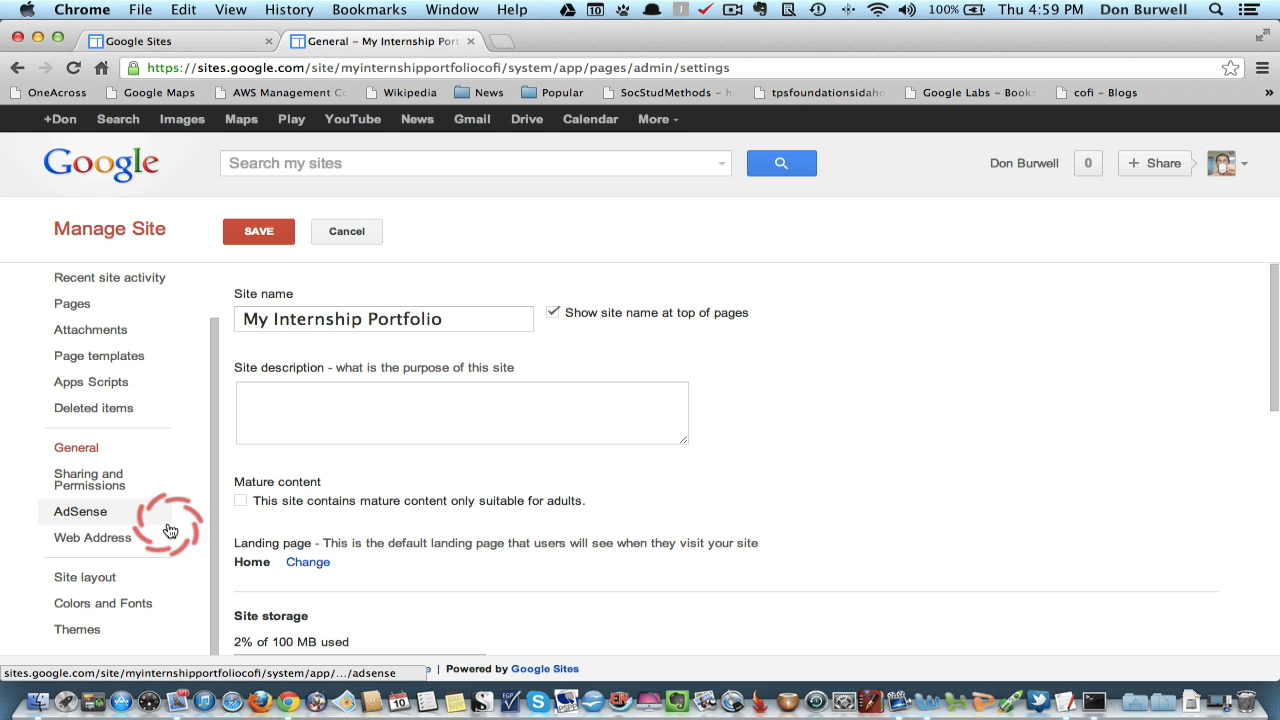 Chrome File Edit View History Bookmarks Window Help 10 100% Thu 4:59 PM Don Burwell
Google Sites General – My Internship Port
https://sites.google.com/site/myinternshipportfoliocofi/system/app/pages/admin/settings
OneAcross Google Maps AWS Management Co Wikipedia News Popular SocStudMethods – ho tpsfoundationsidaho Google Labs – Books cofi – Blogs »
+Don Search Images Maps Play YouTube News Gmail Drive Calendar More
Google Search my sites Don Burwell 0 + Share
Manage Site SAVE Cancel
Recent site activity
Pages
Attachments
Page templates
Apps Scripts
Deleted items
General
Sharing and
Permissions
AdSense
Web Address
Site layout
Colors and Fonts
Themes
Site name
My Internship Portfolio Show site name at top of pages
Site description - what is the purpose of this site
Mature content
This site contains mature content only suitable for adults.
Landing page - This is the default landing page that users will see when they visit your site
Home Change
Site storage
2% of 100 MB used
sites.google.com/site/myinternshipportfoliocofi/system/app/.../adsense e | Powered by Google Sites